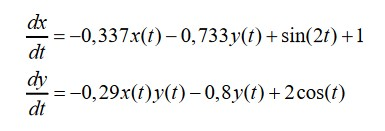 dx/dt = -0,337x(t) - 0,733y(t) + sin(2t) + 1
dy/dt = -0,29x(t)y(t) - 0,8y(t) + 2cos(t)